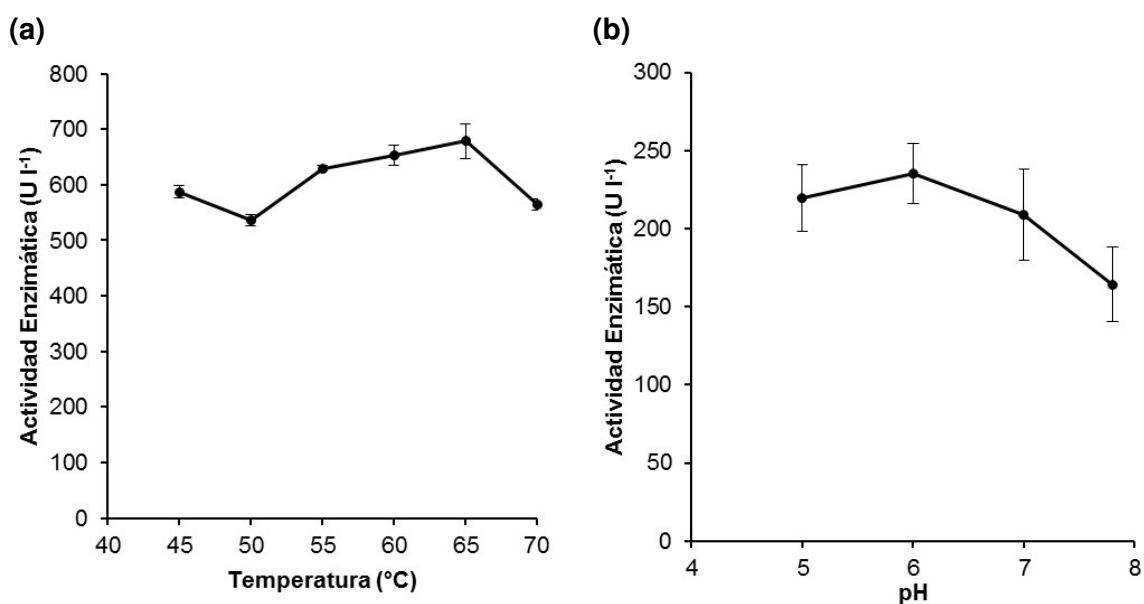 (a)
800
700
600
500
400
300
200
100
0
Actividad Enzimática (U l⁻¹)
40 45 50 55 60 65 70
Temperatura (°C)
(b)
300
250
200
150
100
50
0
Actividad Enzimática (U l⁻¹)
4 5 6 7 8
pH